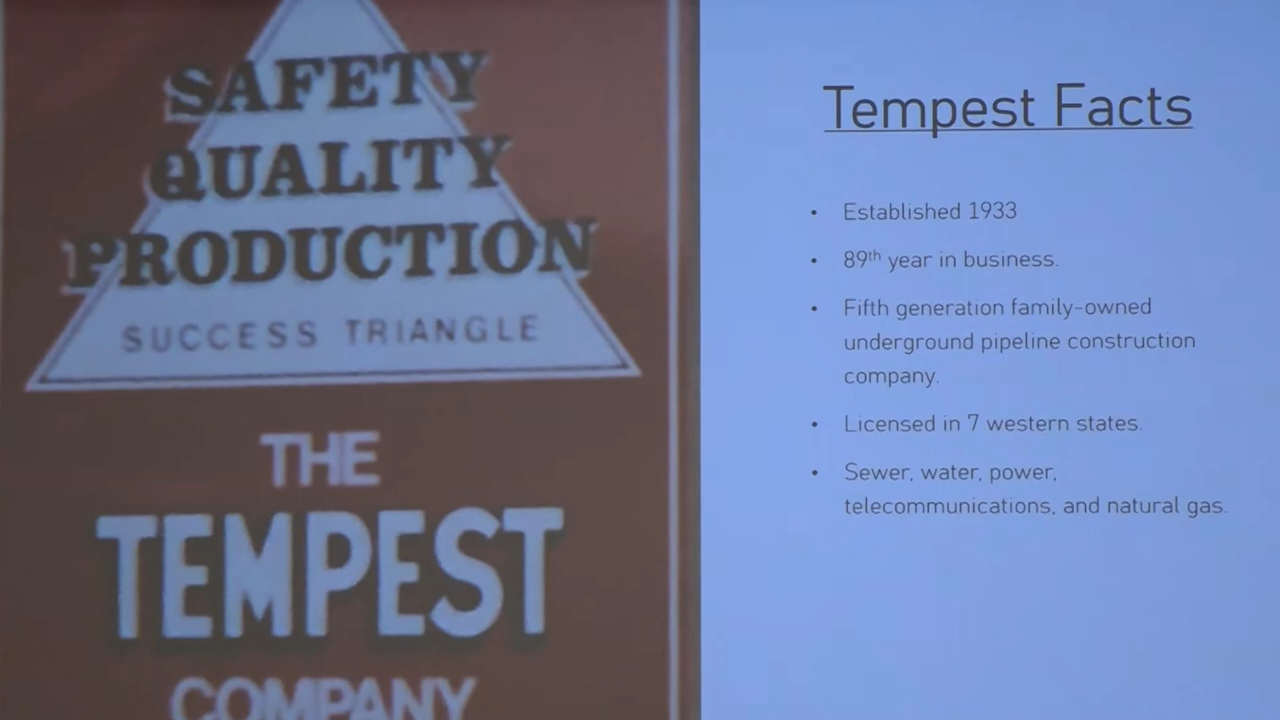 SAFETY
QUALITY
PRODUCTION
SUCCESS TRIANGLE
THE
TEMPEST
COMPANY
Tempest Facts
• Established 1933
• 89th year in business.
• Fifth generation family-owned
underground pipeline construction
company.
• Licensed in 7 western states.
• Sewer, water, power,
telecommunications, and natural gas.